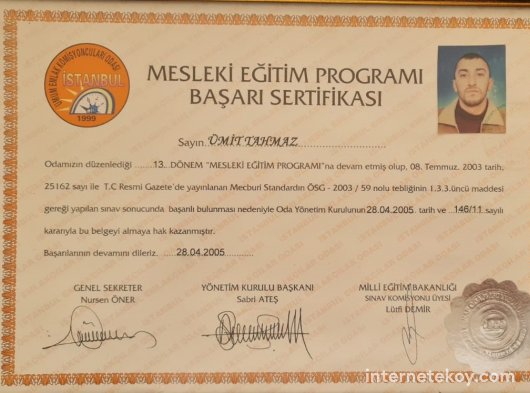 TÜM EMLAK KOMİSYONCULARI ODASI
İSTANBUL
1999
MESLEKİ EĞİTİM PROGRAMI
BAŞARI SERTİFİKASI
Sayın. ÜMİT TAHMAZ
Odamızın düzenlediği ......13.. DÖNEM "MESLEKİ EĞİTİM PROGRAMI"na devam etmiş olup, 08. Temmuz. 2003 tarih,
25162 sayı ile T.C Resmi Gazete'de yayınlanan Mecburi Standardın ÖSG - 2003 / 59 nolu tebliğinin 1.3.3.üncü maddesi
gereği yapılan sınav sonucunda başarılı bulunması nedeniyle Oda Yönetim Kurulunun 28.04.2005. tarih ve .146/11 sayılı
kararıyla bu belgeyi almaya hak kazanmıştır.
Başarılarının devamını dileriz. ......28.04.2005............
GENEL SEKRETER
Nursen ÖNER
YÖNETİM KURULU BAŞKANI
Sabri ATEŞ
MİLLİ EĞİTİM BAKANLIĞI
SINAV KOMİSYONU ÜYESİ
Lütfi DEMİR
internetekoy.com